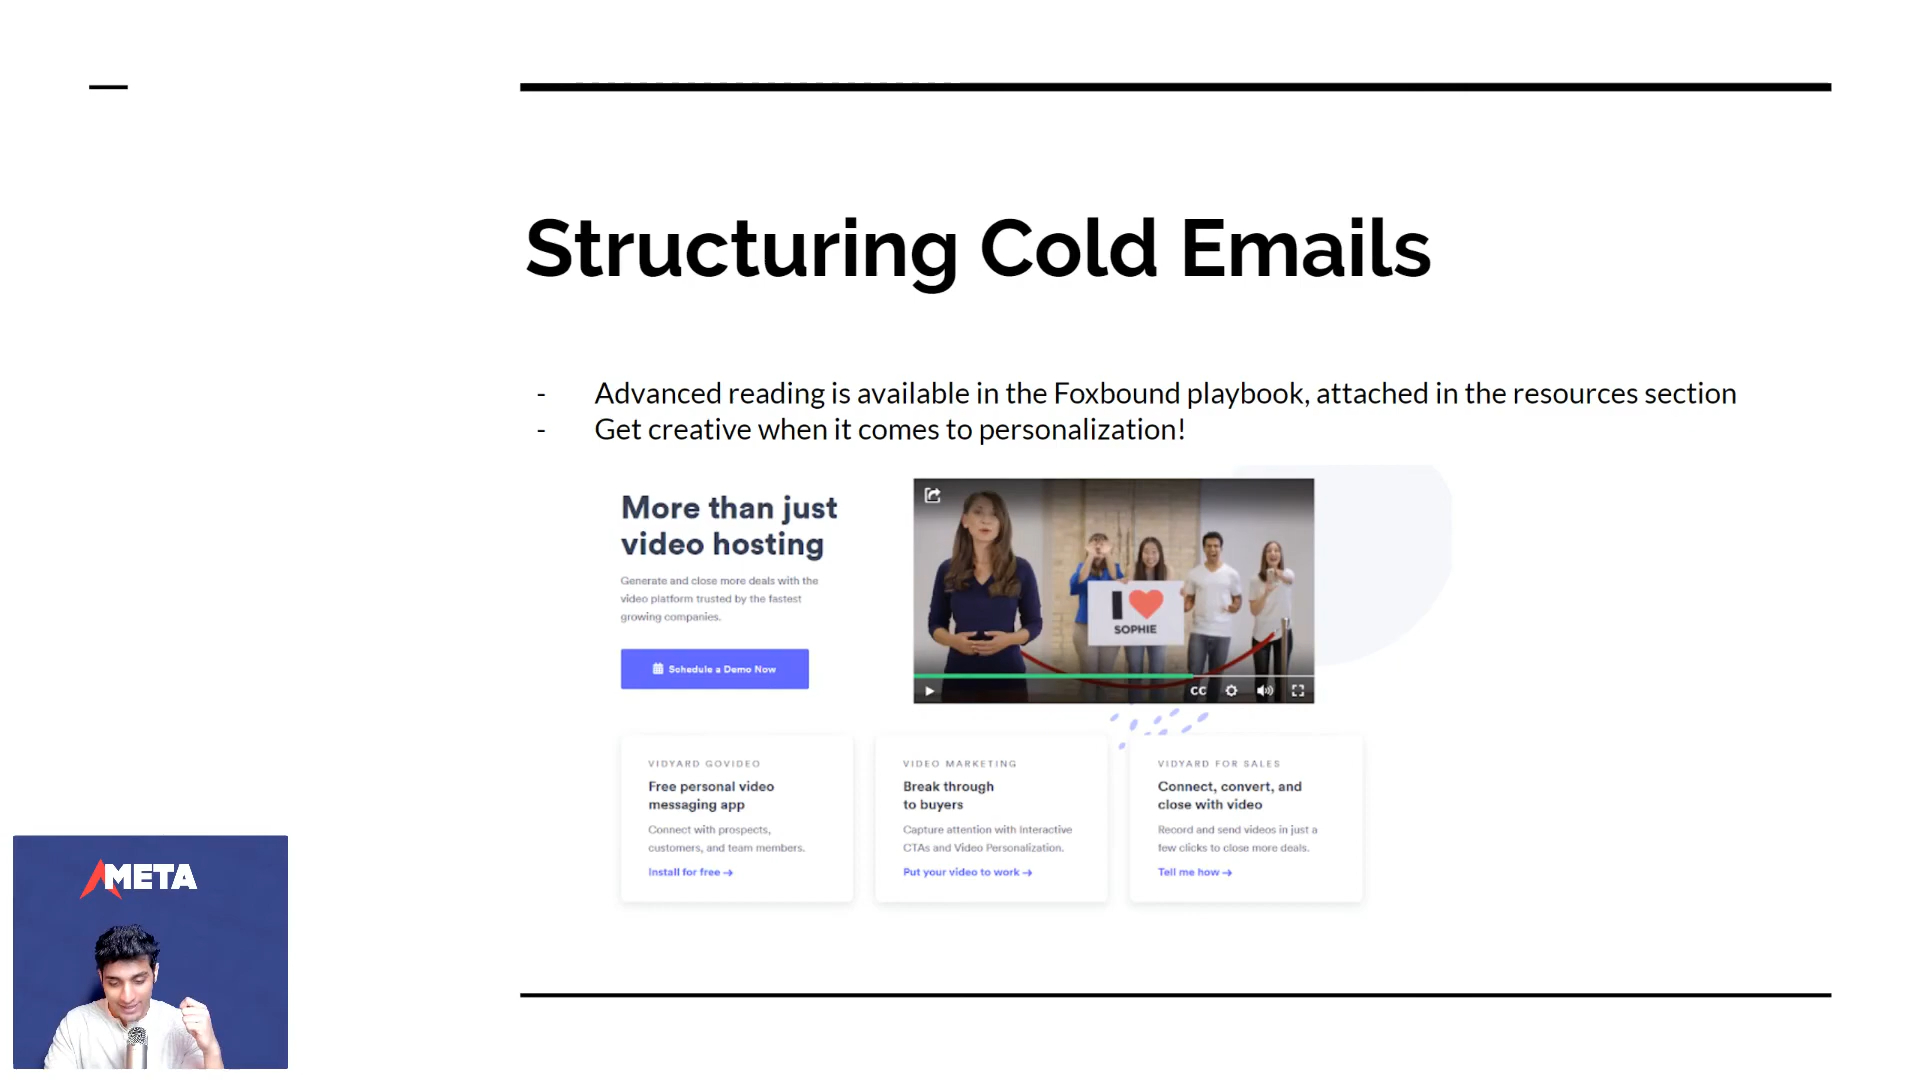 Structuring Cold Emails
- Advanced reading is available in the Foxbound playbook, attached in the resources section
- Get creative when it comes to personalization!
More than just
video hosting
Generate and close more deals with the
video platform trusted by the fastest
growing companies.
Schedule a Demo Now
I
SOPHIE
CC
VIDYARD GOVIDEO
Free personal video
messaging app
Connect with prospects,
customers, and team members.
Install for free →
VIDEO MARKETING
Break through
to buyers
Capture attention with Interactive
CTAs and Video Personalization.
Put your video to work →
VIDYARD FOR SALES
Connect, convert, and
close with video
Record and send videos in just a
few clicks to close more deals.
Tell me how →
META